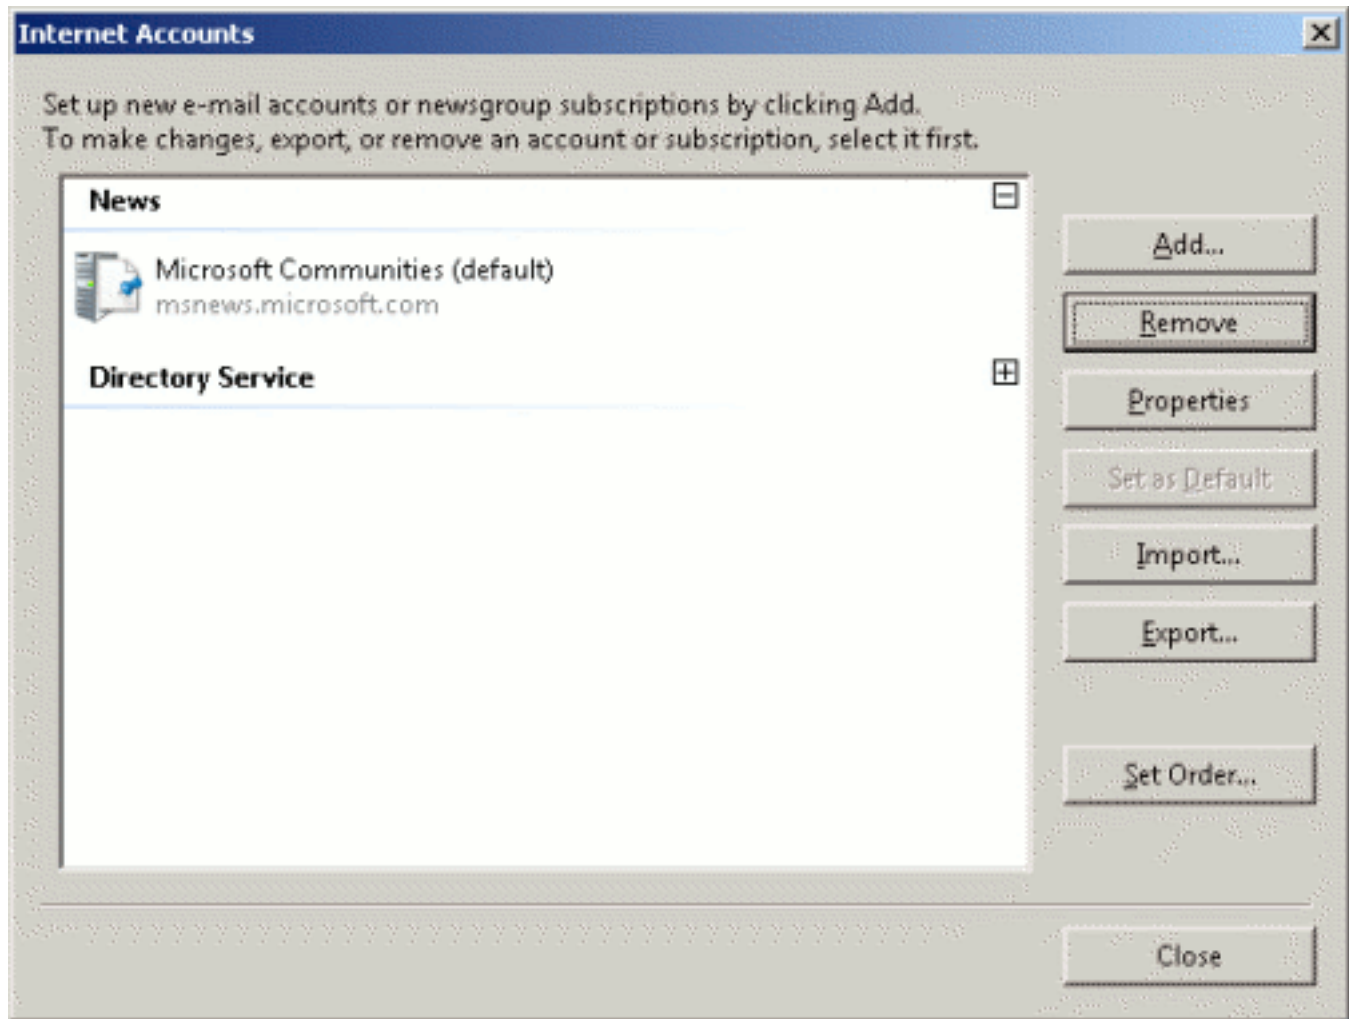 Internet Accounts
Set up new e-mail accounts or newsgroup subscriptions by clicking Add.
To make changes, export, or remove an account or subscription, select it first.
News
Microsoft Communities (default)
msnews.microsoft.com
Directory Service
Add...
Remove
Properties
Set as Default
Import...
Export...
Set Order...
Close